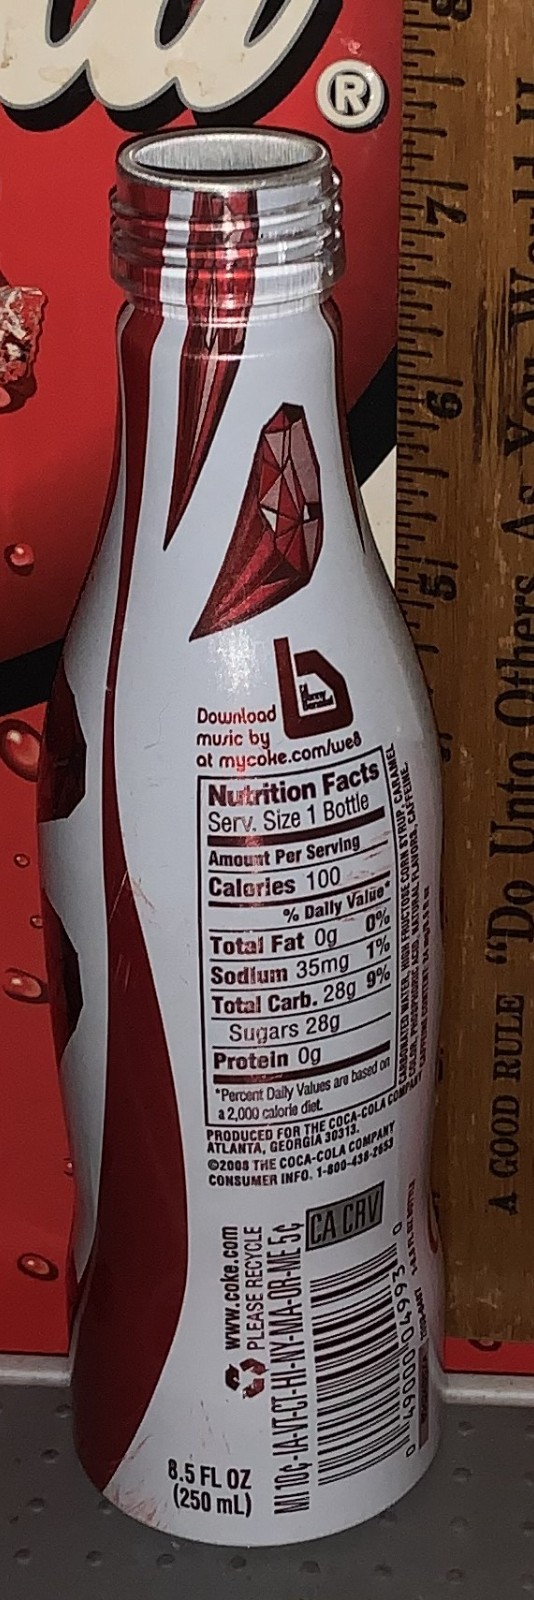 ®
8
7
6
5
A GOOD RULE "Do Unto Others As You Would
Download
music by
at mycoke.com/we8
Nutrition Facts
Serv. Size 1 Bottle
Amount Per Serving
Calories 100
% Daily Value*
Total Fat 0g 0%
Sodium 35mg 1%
Total Carb. 28g 9%
Sugars 28g
Protein 0g
*Percent Daily Values are based on
a 2,000 calorie diet.
CARBONATED WATER, HIGH FRUCTOSE CORN SYRUP, CARAMEL
COLOR, PHOSPHORIC ACID, NATURAL FLAVORS, CAFFEINE.
PRODUCED FOR THE COCA-COLA COMPANY
ATLANTA, GEORGIA 30313.
©2008 THE COCA-COLA COMPANY
CONSUMER INFO. 1-800-438-2653
CA CRV
www.coke.com
PLEASE RECYCLE
MI 10¢-IA-VT-CT-HI-NY-MA-OR-ME 5¢
0 49000 04993 0
8.5 FL OZ
(250 mL)